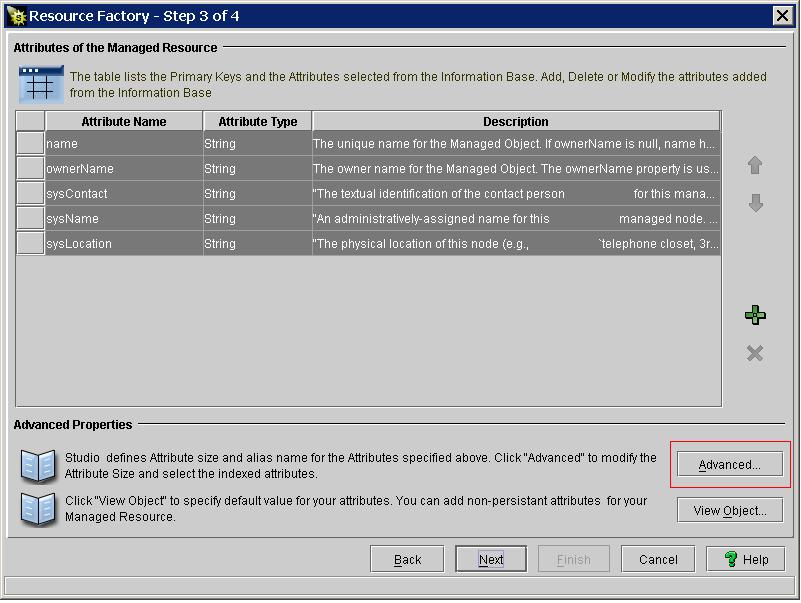 Resource Factory - Step 3 of 4
Attributes of the Managed Resource
The table lists the Primary Keys and the Attributes selected from the Information Base. Add, Delete or Modify the attributes added
from the Information Base
Attribute Name Attribute Type Description
name String The unique name for the Managed Object. If ownerName is null, name h...
ownerName String The owner name for the Managed Object. The ownerName property is us...
sysContact String "The textual identification of the contact person for this mana...
sysName String "An administratively-assigned name for this managed node. ...
sysLocation String "The physical location of this node (e.g., `telephone closet, 3r...
Advanced Properties
Studio defines Attribute size and alias name for the Attributes specified above. Click "Advanced" to modify the
Attribute Size and select the indexed attributes.
Advanced...
Click "View Object" to specify default value for your attributes. You can add non-persistant attributes for your
Managed Resource.
View Object...
Back Next Finish Cancel Help